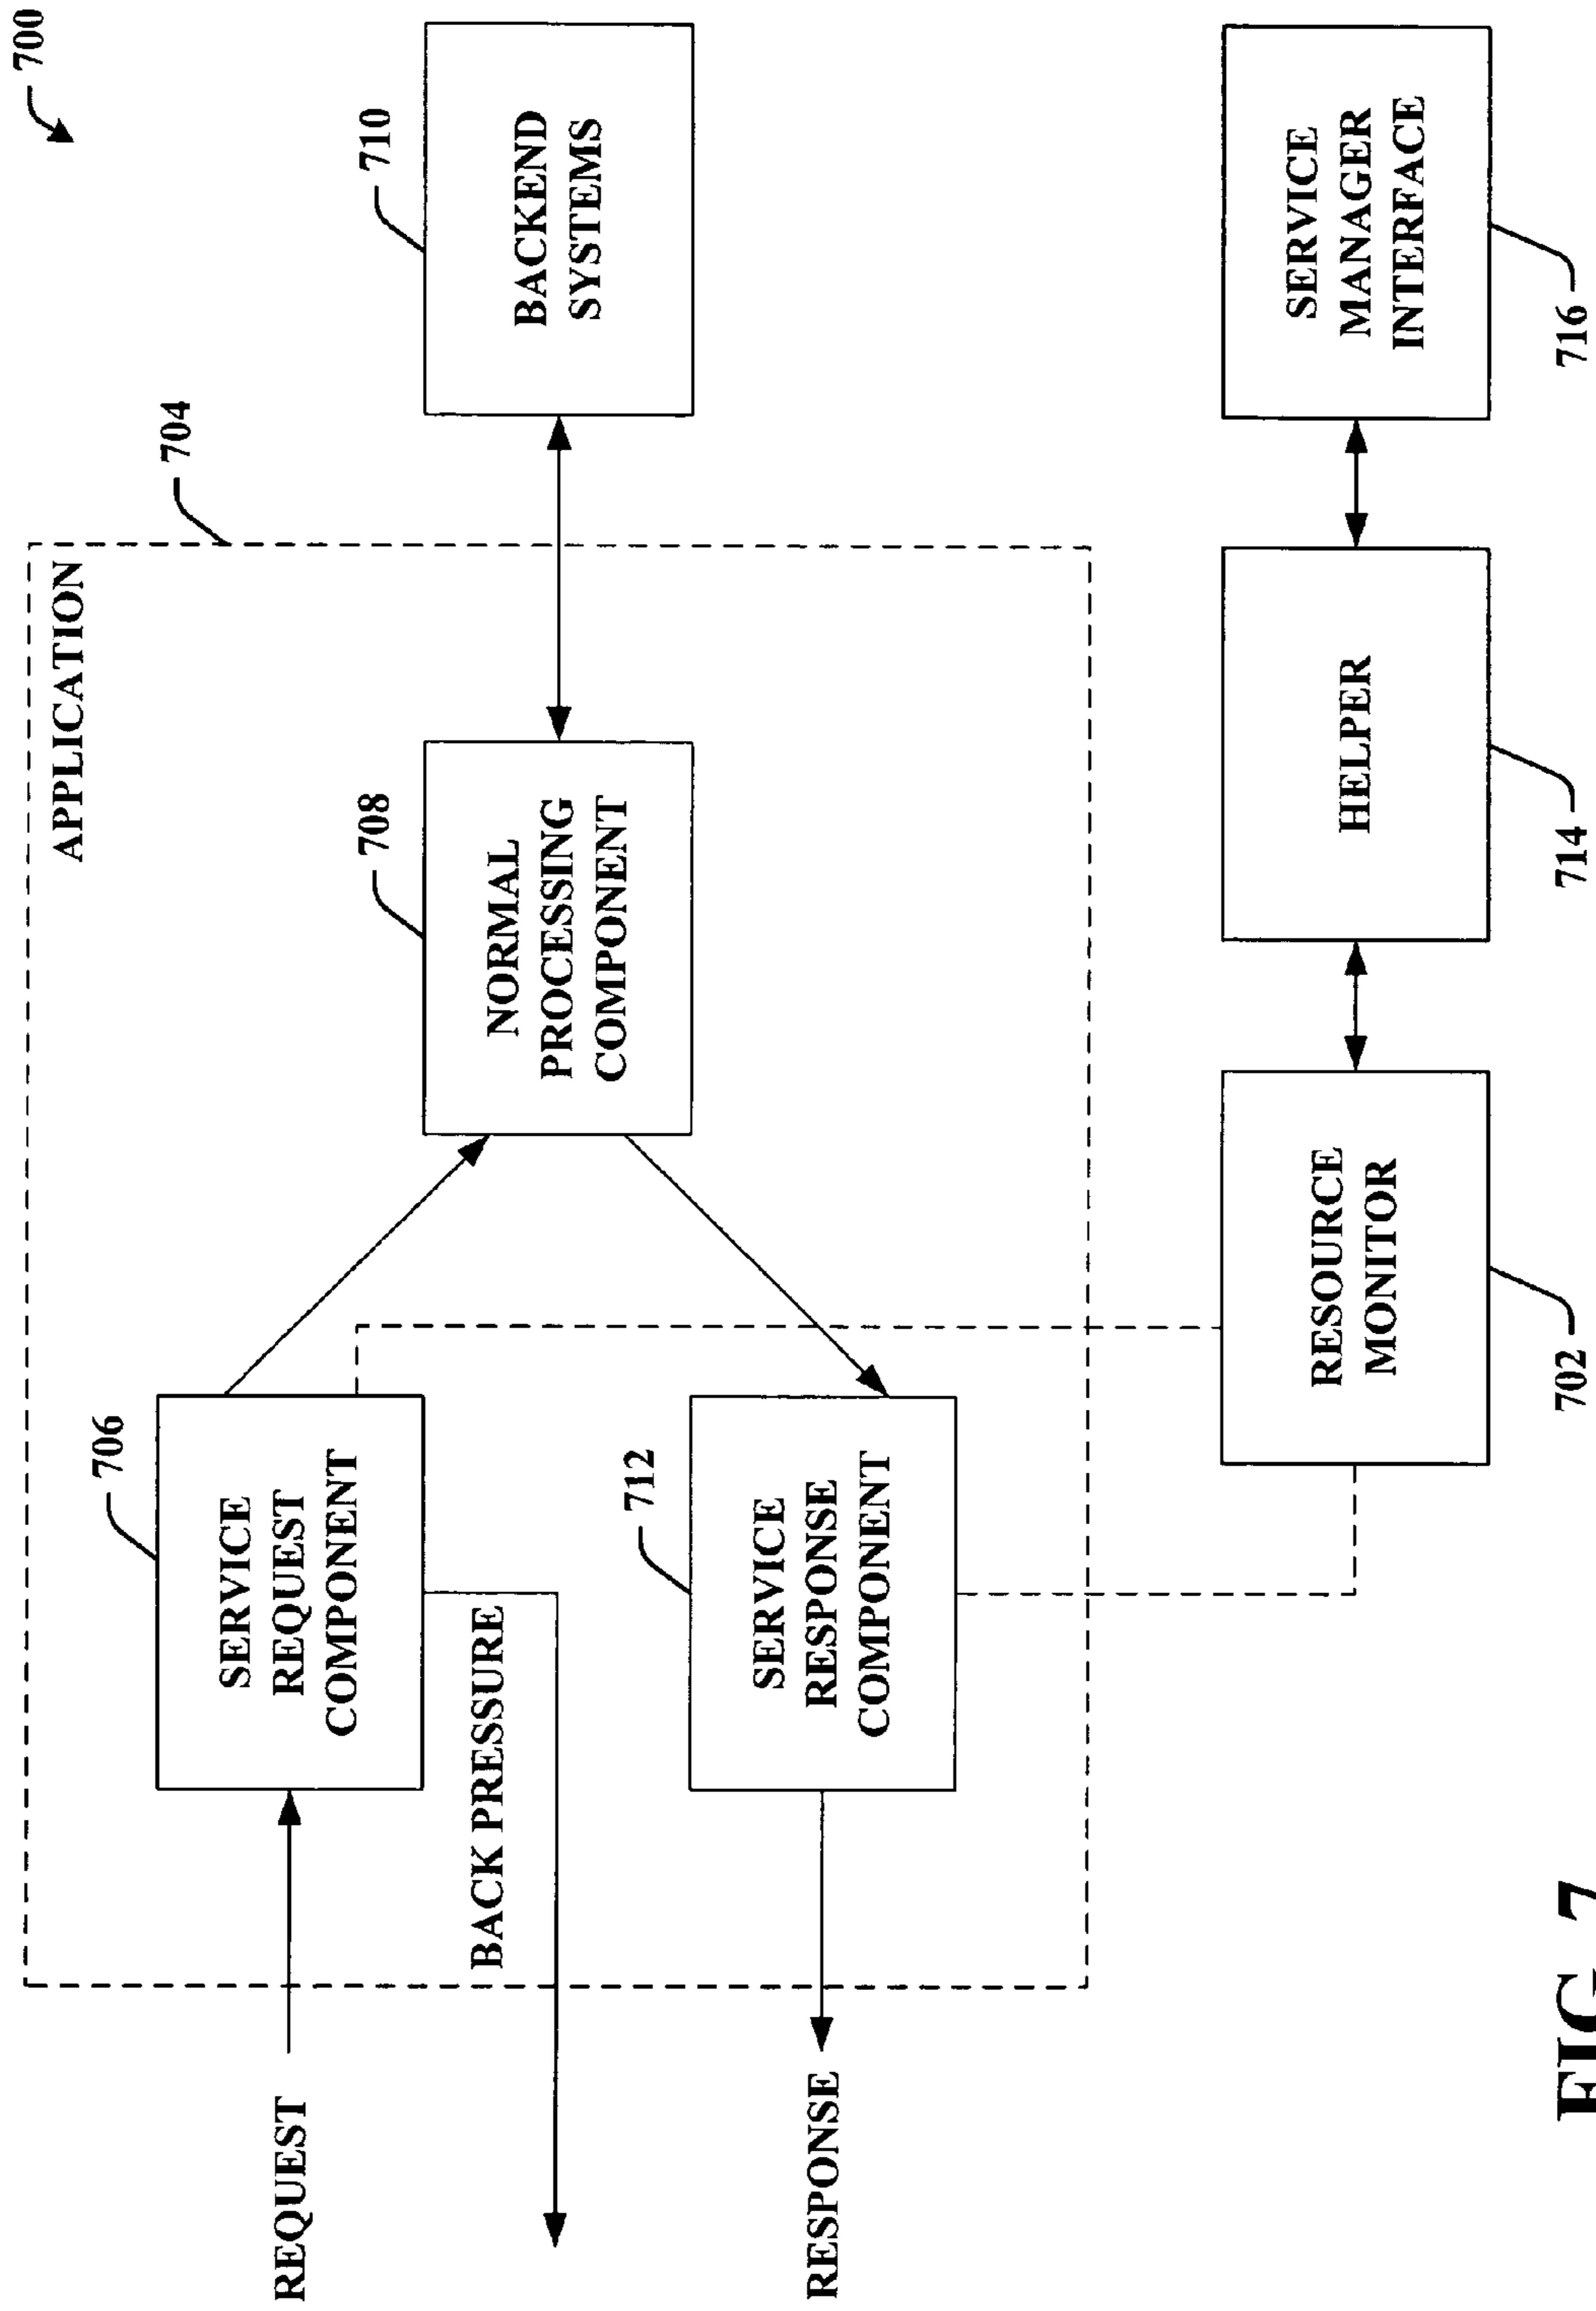 700
APPLICATION
704
706
SERVICE
REQUEST
COMPONENT
REQUEST
BACK PRESSURE
708
NORMAL
PROCESSING
COMPONENT
710
BACKEND
SYSTEMS
712
SERVICE
RESPONSE
COMPONENT
RESPONSE
RESOURCE
MONITOR
702
HELPER
714
SERVICE
MANAGER
INTERFACE
716
FIG 7